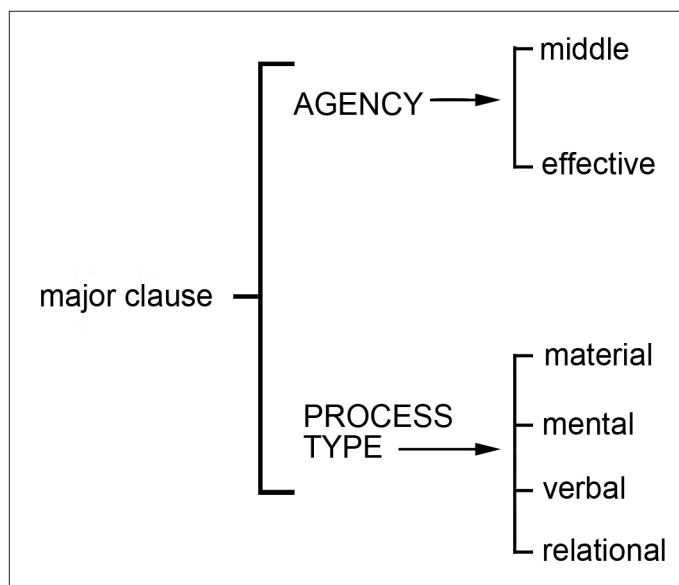 middle
AGENCY
effective
major clause
material
PROCESS
TYPE
mental
verbal
relational